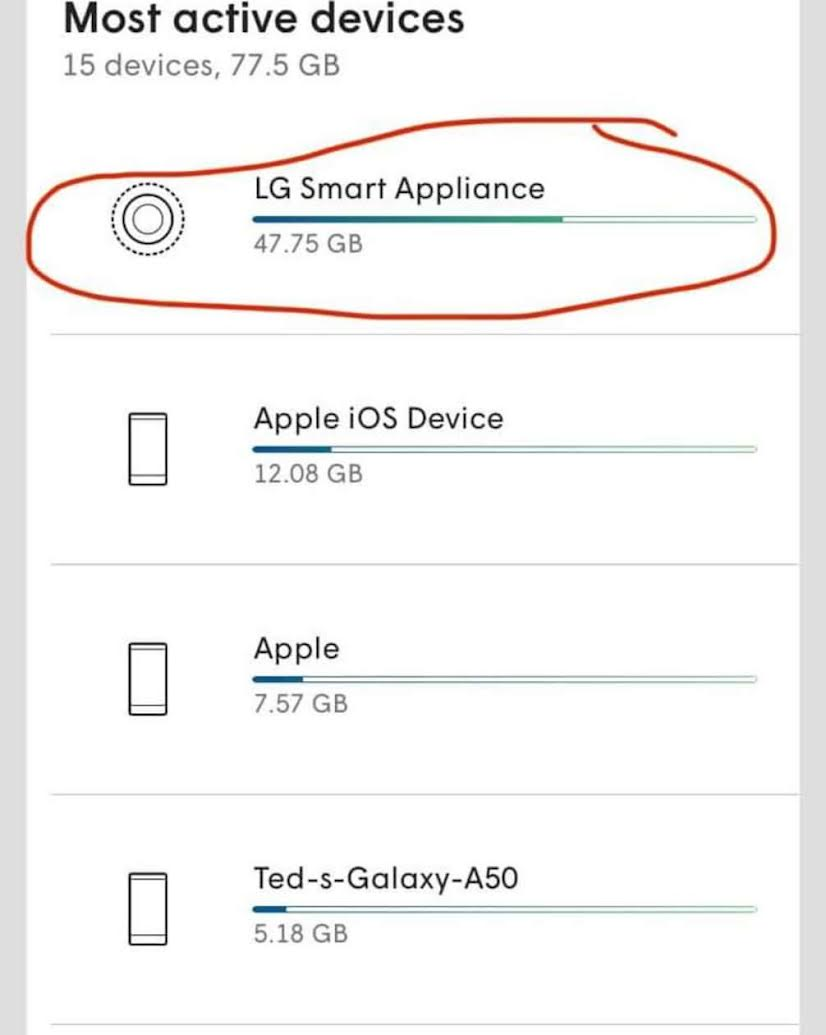 Most active devices
15 devices, 77.5 GB
LG Smart Appliance
47.75 GB
Apple iOS Device
12.08 GB
Apple
7.57 GB
Ted-s-Galaxy-A50
5.18 GB